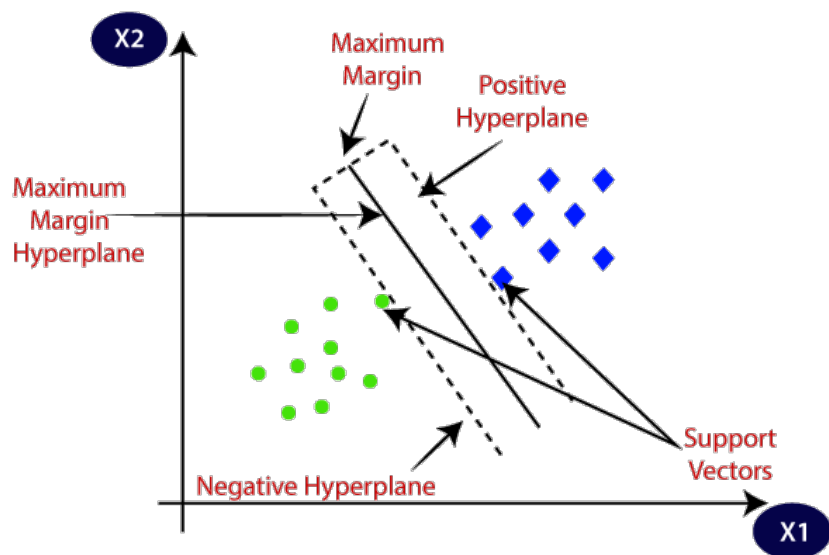 X2
Maximum
Margin
Positive
Hyperplane
Maximum
Margin
Hyperplane
Support
Vectors
Negative Hyperplane
X1